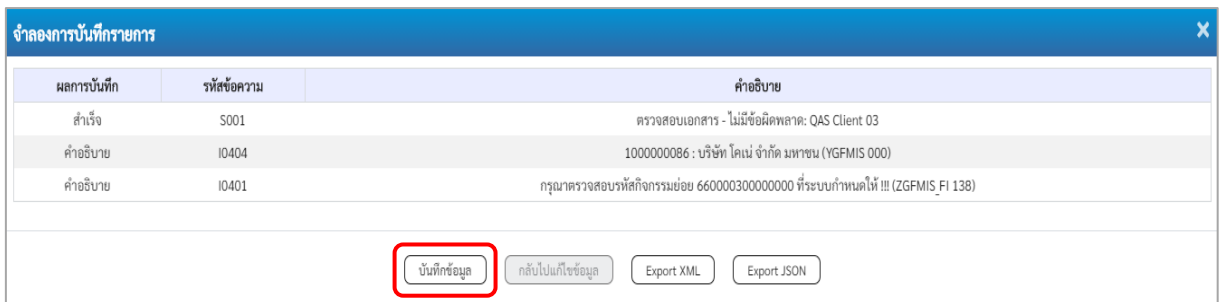 จำลองการบันทึกรายการ ×
ผลการบันทึก รหัสข้อความ คำอธิบาย
สำเร็จ S001 ตรวจสอบเอกสาร - ไม่มีข้อผิดพลาด: QAS Client 03
คำอธิบาย I0404 1000000086 : บริษัท โคเน่ จำกัด มหาชน (YGFMIS 000)
คำอธิบาย I0401 กรุณาตรวจสอบรหัสกิจกรรมย่อย 660000300000000 ที่ระบบกำหนดให้ !!! (ZGFMIS_FI 138)
บันทึกข้อมูล กลับไปแก้ไขข้อมูล Export XML Export JSON